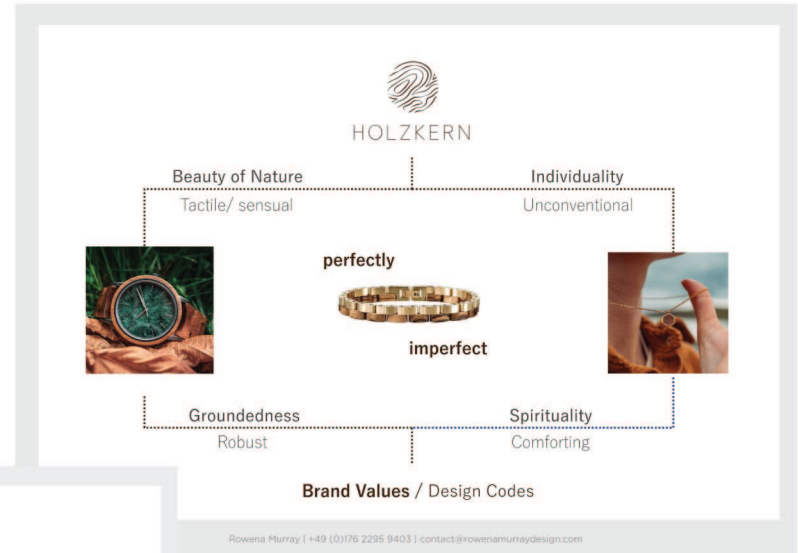 HOLZKERN
Beauty of Nature
Individuality
Tactile/ sensual
Unconventional
perfectly
imperfect
Groundedness
Spirituality
Robust
Comforting
Brand Values / Design Codes
Rowena Murray | +49 (0)176 2295 9403 | contact@rowenamurraydesign.com